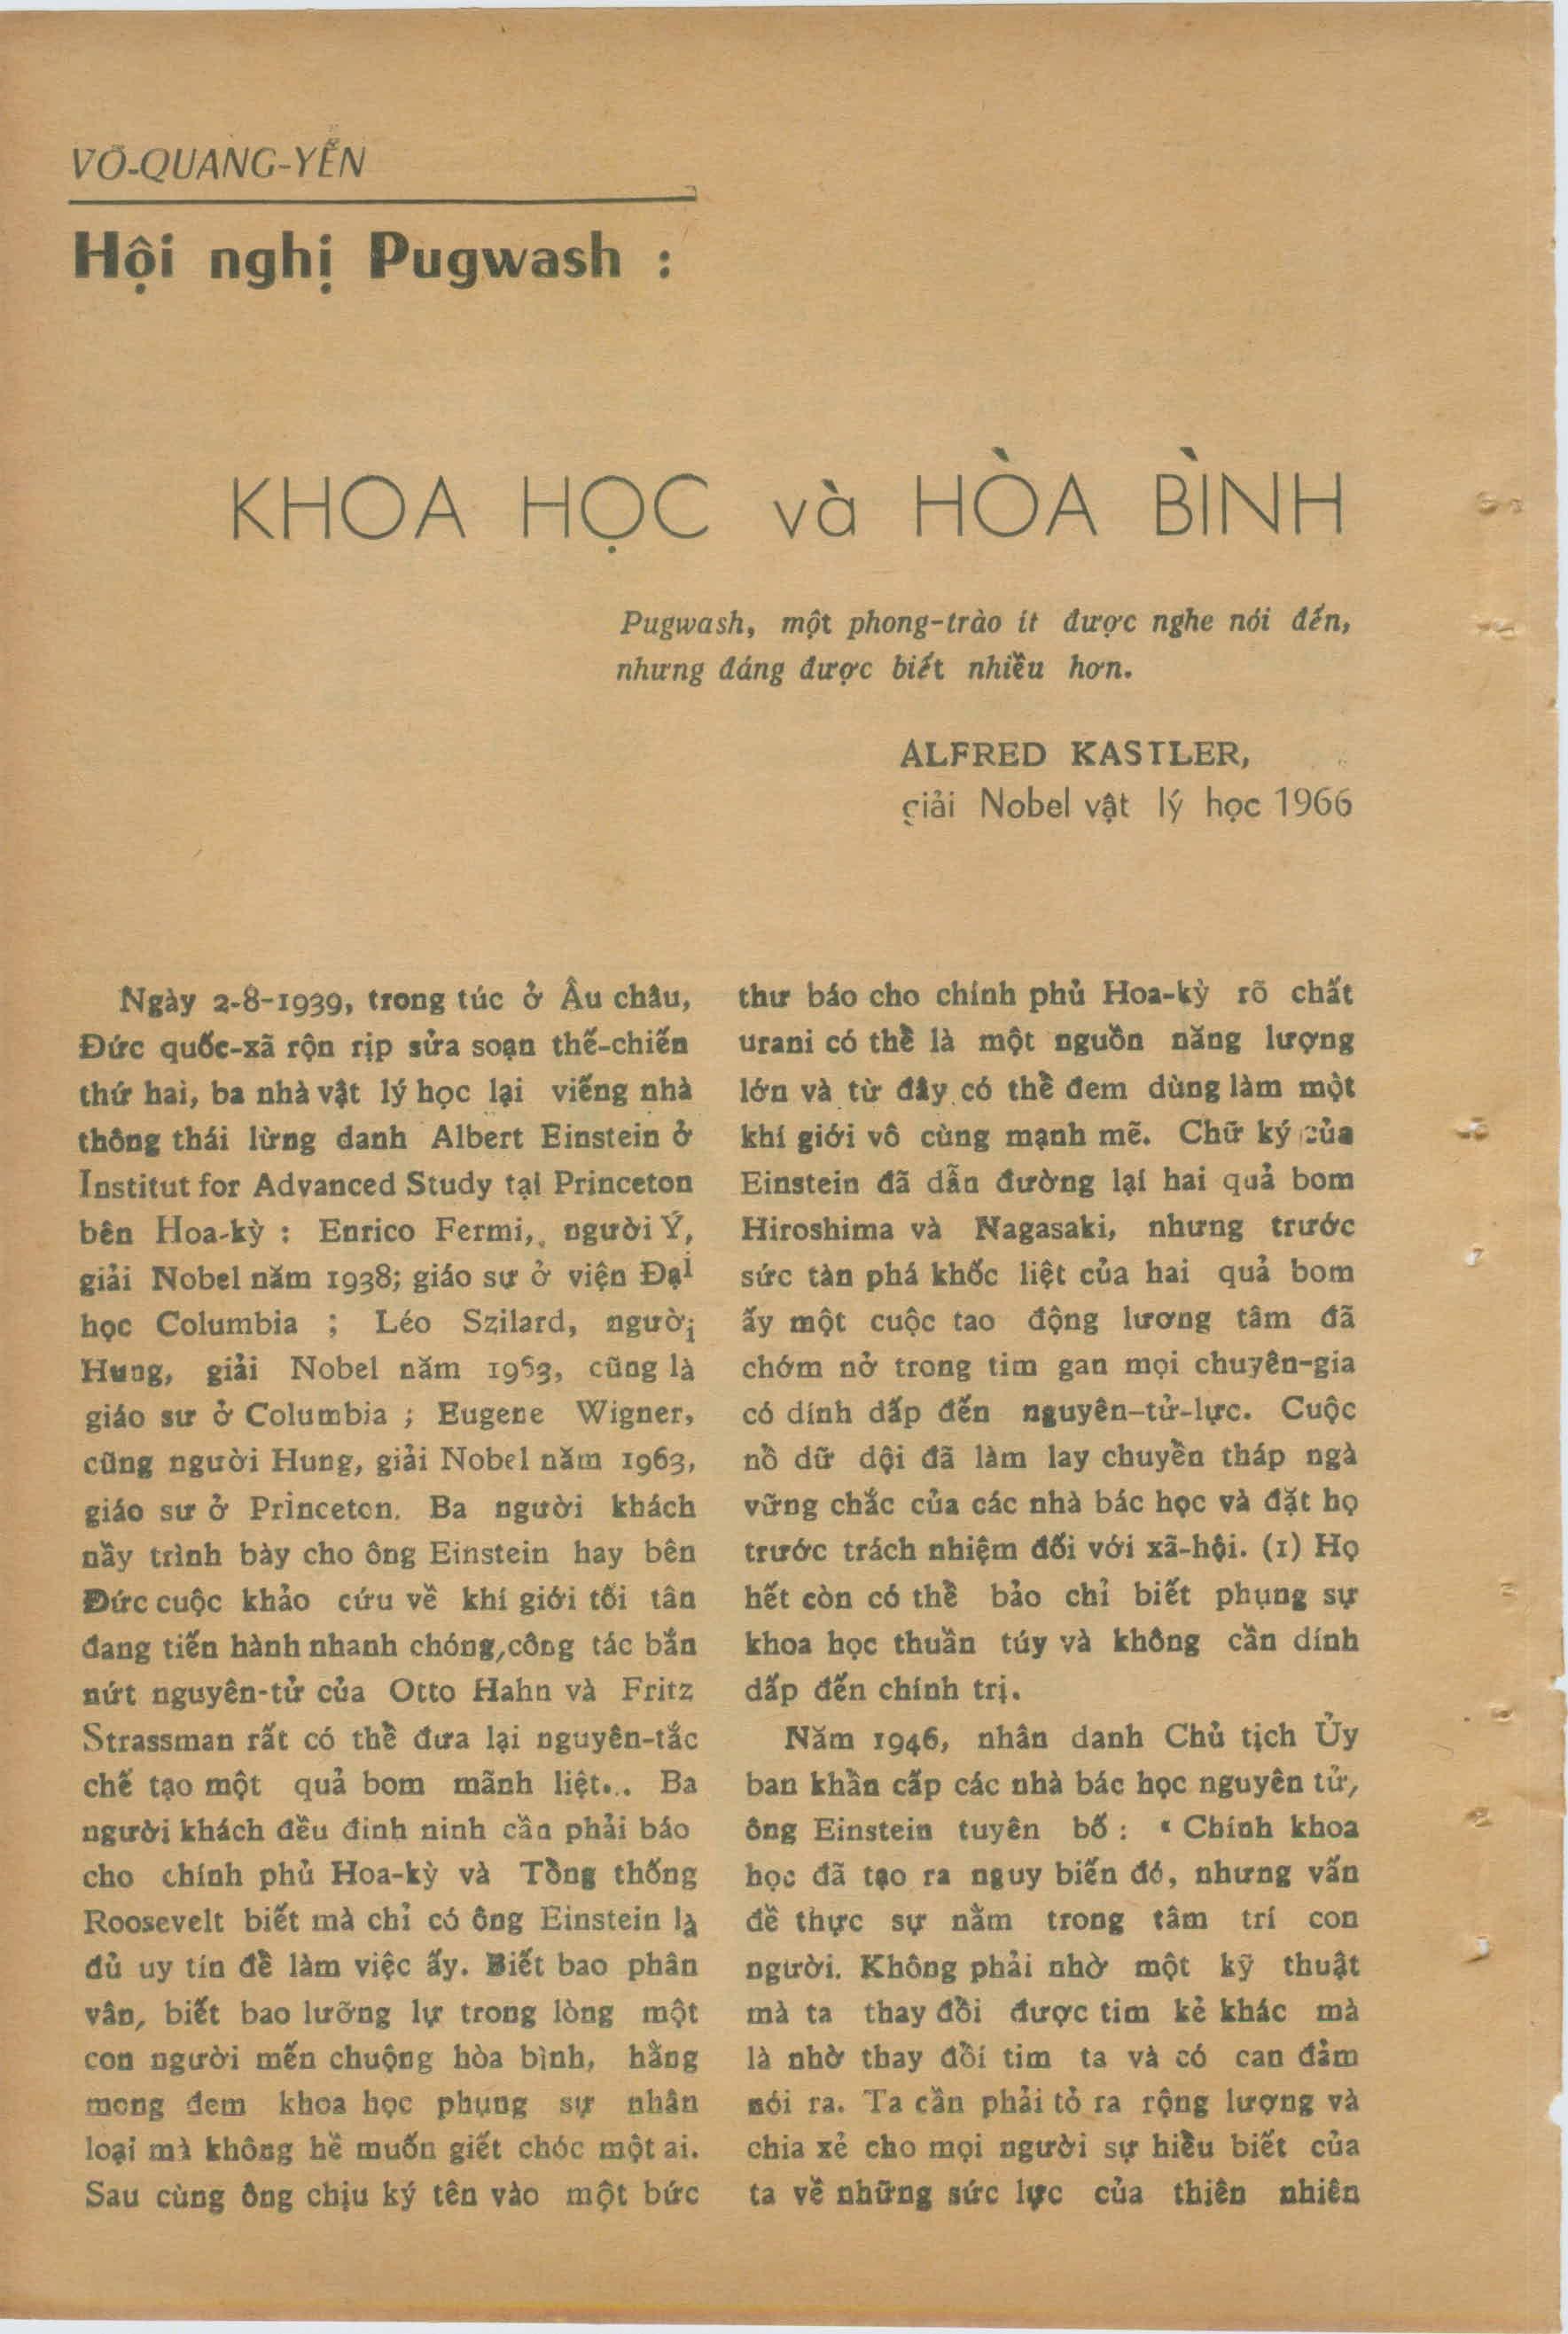 VÕ-QUANG-YẾN
Hội nghị Pugwash :
KHOA HỌC và HÒA BÌNH
Pugwash, một phong-trào ít được nghe nói đến,
nhưng đáng được biết nhiều hơn.
ALFRED KASTLER,
giải Nobel vật lý học 1966
Ngày 2-8-1939, trong túc ở Âu châu,
Đức quốc-xã rộn rịp sửa soạn thế-chiến
thứ hai, ba nhà vật lý học lại viếng nhà
thông thái lừng danh Albert Einstein ở
Institut for Advanced Study tại Princeton
bên Hoa-kỳ : Enrico Fermi, người Ý,
giải Nobel năm 1938; giáo sư ở viện Đại
học Columbia ; Léo Szilard, người
Hung, giải Nobel năm 1963, cũng là
giáo sư ở Columbia ; Eugene Wigner,
cũng người Hung, giải Nobel năm 1963,
giáo sư ở Princeton. Ba người khách
nầy trình bày cho ông Einstein hay bên
Đức cuộc khảo cứu về khí giới tối tân
đang tiến hành nhanh chóng, công tác bắn
nứt nguyên-tử của Otto Hahn và Fritz
Strassman rất có thể đưa lại nguyên-tắc
chế tạo một quả bom mãnh liệt... Ba
người khách đều đinh ninh cần phải báo
cho chính phủ Hoa-kỳ và Tổng thống
Roosevelt biết mà chỉ có ông Einstein là
đủ uy tín để làm việc ấy. Biết bao phân
vân, biết bao lưỡng lự trong lòng một
con người mến chuộng hòa bình, hằng
mong đem khoa học phụng sự nhân
loại mà không hề muốn giết chóc một ai.
Sau cùng ông chịu ký tên vào một bức
thư báo cho chính phủ Hoa-kỳ rõ chất
urani có thể là một nguồn năng lượng
lớn và từ đây có thể đem dùng làm một
khí giới vô cùng mạnh mẽ. Chữ ký của
Einstein đã dẫn đường lại hai quả bom
Hiroshima và Nagasaki, nhưng trước
sức tàn phá khốc liệt của hai quả bom
ấy một cuộc tao động lương tâm đã
chớm nở trong tim gan mọi chuyên-gia
có dính dấp đến nguyên-tử-lực. Cuộc
nổ dữ dội đã làm lay chuyển tháp ngà
vững chắc của các nhà bác học và đặt họ
trước trách nhiệm đối với xã-hội. (1) Họ
hết còn có thể bảo chỉ biết phụng sự
khoa học thuần túy và không cần dính
dấp đến chính trị.
Năm 1946, nhân danh Chủ tịch Ủy
ban khẩn cấp các nhà bác học nguyên tử,
ông Einstein tuyên bố : « Chính khoa
học đã tạo ra nguy biến đó, nhưng vấn
đề thực sự nằm trong tâm trí con
người. Không phải nhờ một kỹ thuật
mà ta thay đổi được tim kẻ khác mà
là nhờ thay đổi tim ta và có can đảm
nói ra. Ta cần phải tỏ ra rộng lượng và
chia xẻ cho mọi người sự hiểu biết của
ta về những sức lực của thiên nhiên